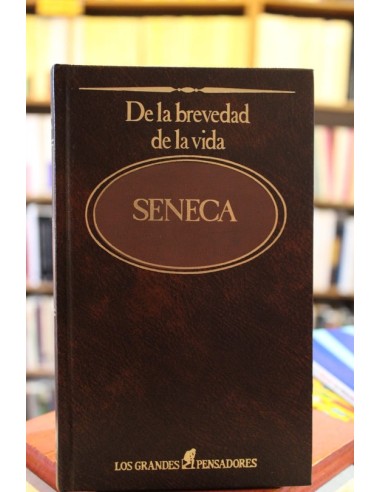 De la brevedad
de la vida
SENECA
LOS GRANDES PENSADORES